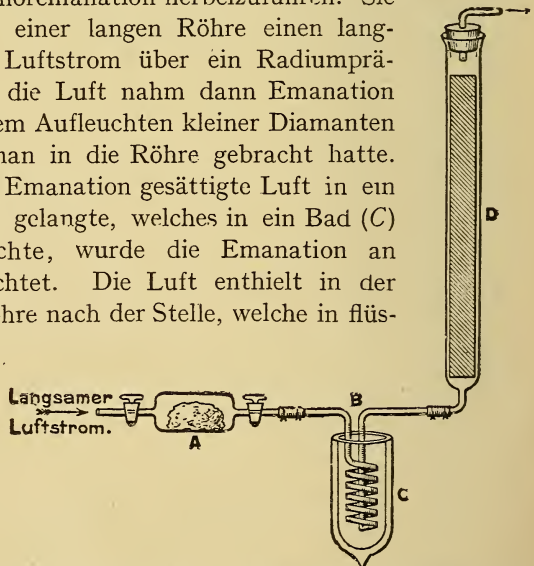 einer langen Röhre einen lang-
Luftstrom über ein Radiumprä-
die Luft nahm dann Emanation
em Aufleuchten kleiner Diamanten
nan in die Röhre gebracht hatte.
Emanation gesättigte Luft in ein
gelangte, welches in ein Bad (C)
chte, wurde die Emanation an
chtet. Die Luft enthielt in der
hre nach der Stelle, welche in flüs-
D
Langsamer
Luftstrom.
A
B
C